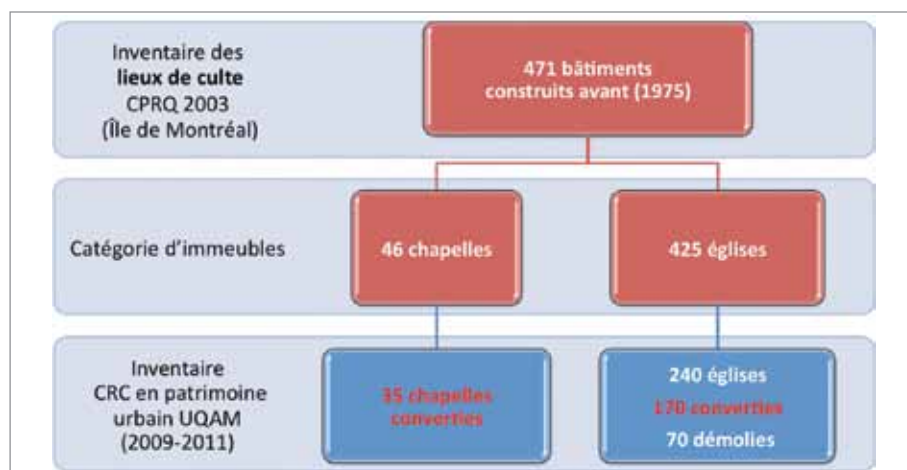 Inventaire des
lieux de culte
CPRQ 2003
(Île de Montréal)
471 bâtiments
construits avant (1975)
Catégorie d'immeubles
46 chapelles
425 églises
Inventaire
CRC en patrimoine
urbain UQAM
(2009-2011)
35 chapelles
converties
240 églises
170 converties
70 démolies